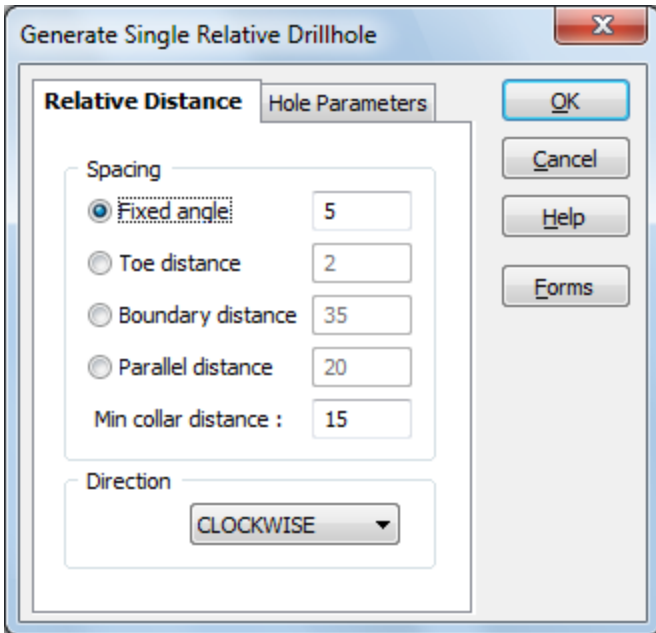 Generate Single Relative Drillhole
Relative Distance Hole Parameters
OK
Cancel
Help
Forms
Spacing
Fixed angle 5
Toe distance 2
Boundary distance 35
Parallel distance 20
Min collar distance : 15
Direction
CLOCKWISE